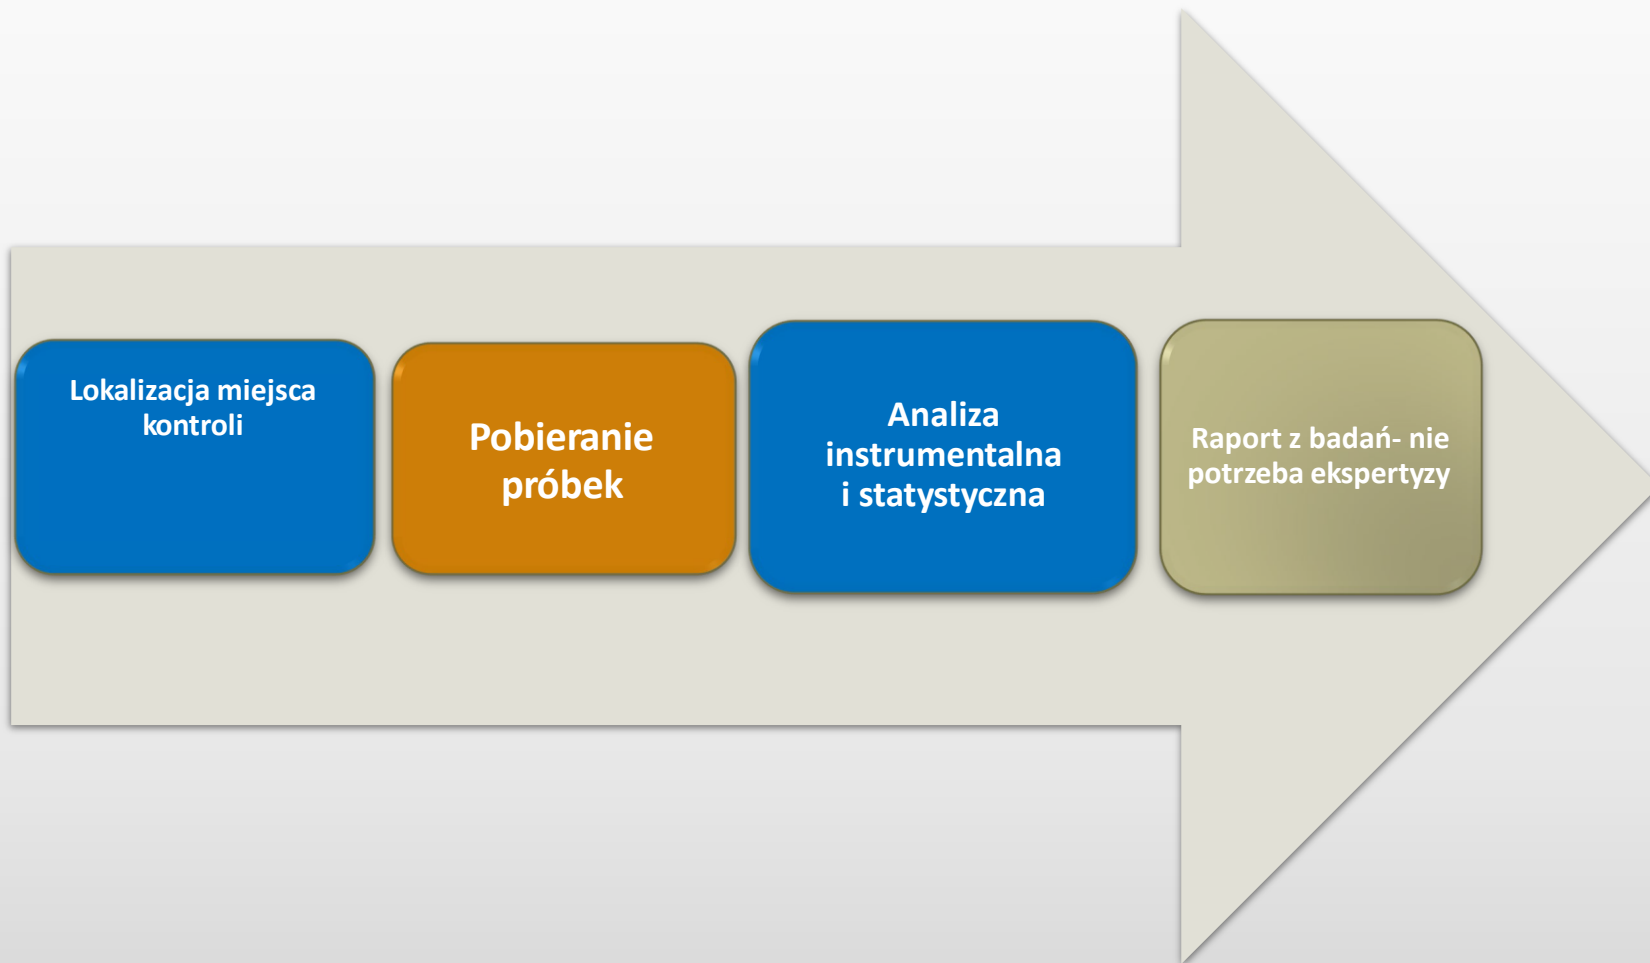 Lokalizacja miejsca
kontroli
Pobieranie
próbek
Analiza
instrumentalna
i statystyczna
Raport z badań- nie
potrzeba ekspertyzy